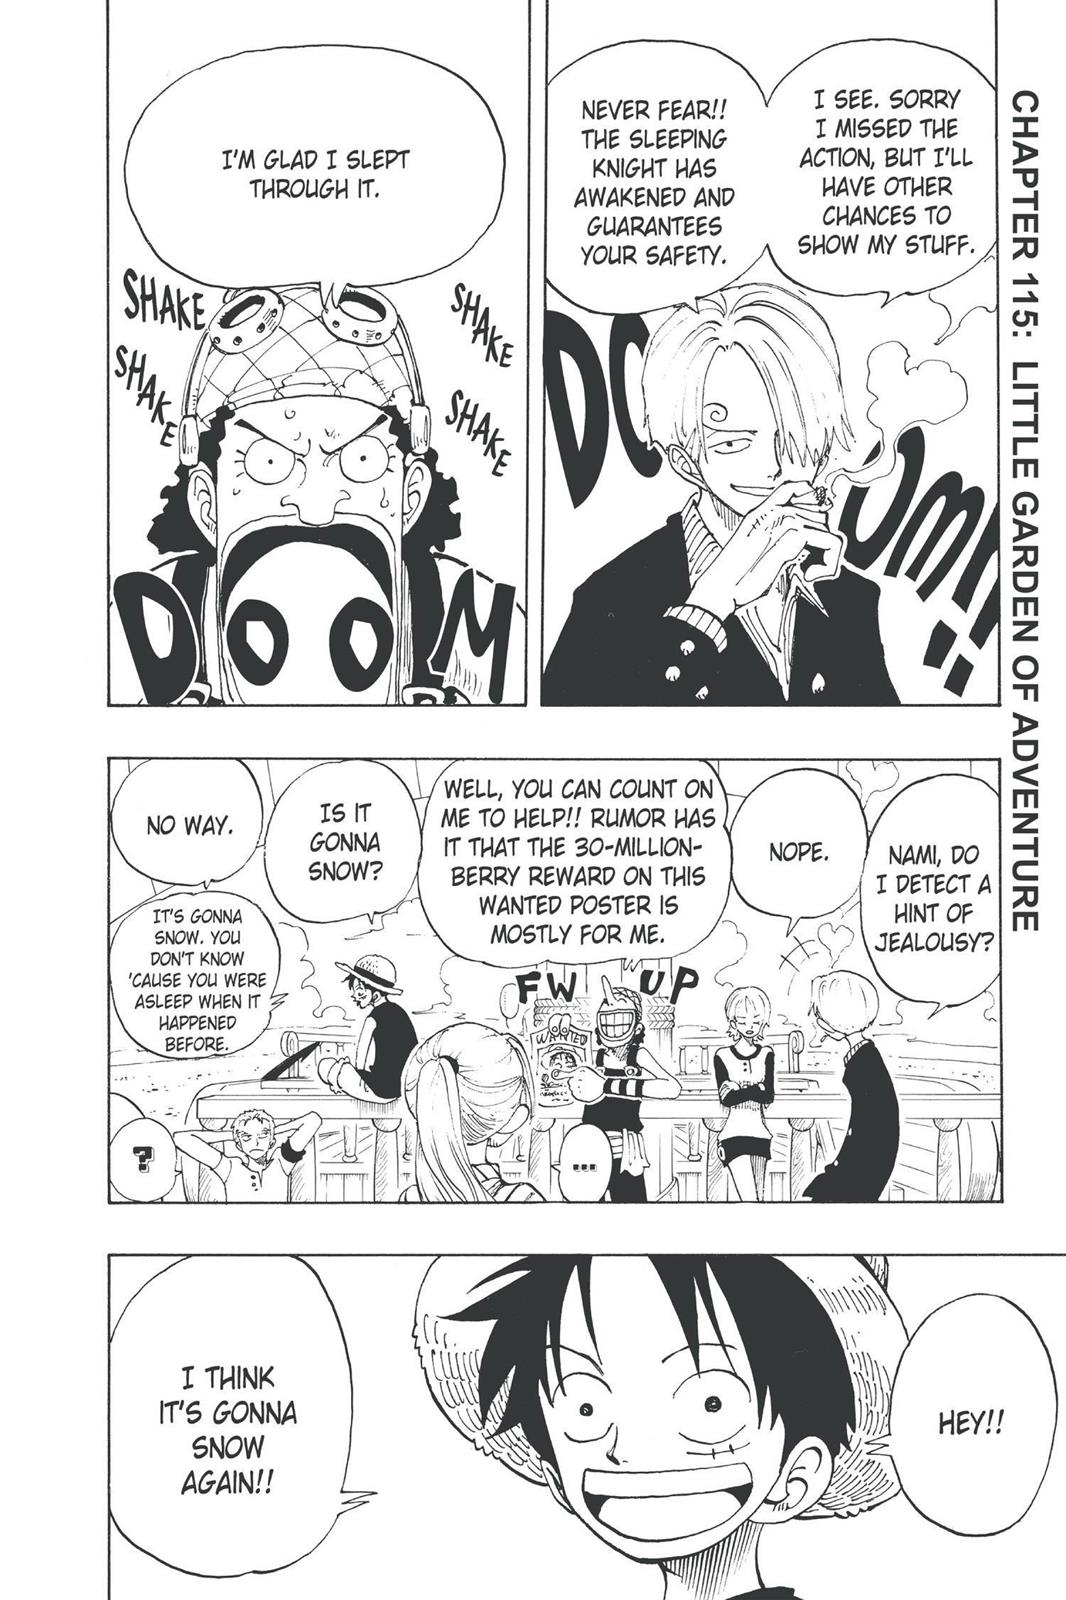 CHAPTER 115: LITTLE GARDEN OF ADVENTURE
I SEE. SORRY
I MISSED THE
ACTION, BUT I'LL
HAVE OTHER
CHANCES TO
SHOW MY STUFF.
NEVER FEAR!!
THE SLEEPING
KNIGHT HAS
AWAKENED AND
GUARANTEES
YOUR SAFETY.
DOOM!!
I'M GLAD I SLEPT
THROUGH IT.
SHAKE
SHAKE
SHAKE
SHAKE
DOOM
NAMI, DO
I DETECT A
HINT OF
JEALOUSY?
NOPE.
WELL, YOU CAN COUNT ON
ME TO HELP!! RUMOR HAS
IT THAT THE 30-MILLION-
BERRY REWARD ON THIS
WANTED POSTER IS
MOSTLY FOR ME.
FWUP
WANTED
...
IS IT
GONNA
SNOW?
NO WAY.
IT'S GONNA
SNOW. YOU
DON'T KNOW
'CAUSE YOU WERE
ASLEEP WHEN IT
HAPPENED
BEFORE.
?
HEY!!
I THINK
IT'S GONNA
SNOW
AGAIN!!